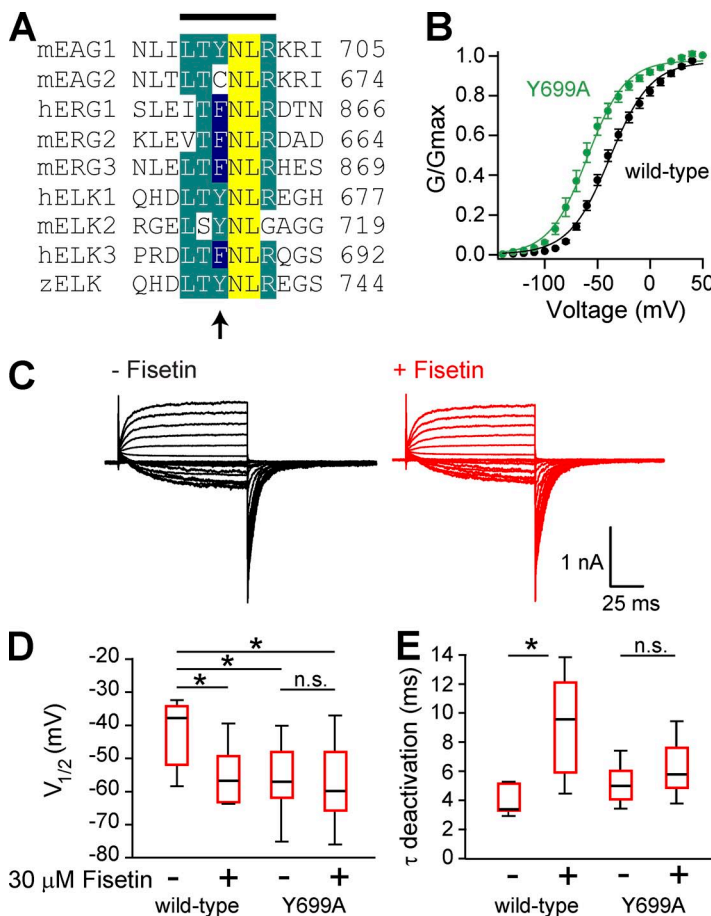 A
mEAG1 NLILTYNLRKRI 705
mEAG2 NLTLTCNLRKRI 674
hERG1 SLEITFNLRDTN 866
mERG2 KLEVTFNLRDAD 664
mERG3 NLELTFNLRHES 869
hELK1 QHDLTYNLREGH 677
mELK2 RGELSYNLGAGG 719
hELK3 PRDLTFNLRQGS 692
zELK QHDLTYNLREGS 744
B
G/Gmax
1.0
0.8
0.6
0.4
0.2
0.0
Y699A
wild-type
-100 -50 0 50
Voltage (mV)
C
- Fisetin
+ Fisetin
1 nA
25 ms
D
V1/2 (mV)
-20
-30
-40
-50
-60
-70
-80
*
*
* n.s.
30 μM Fisetin - + - +
wild-type Y699A
E
τ deactivation (ms)
14
12
10
8
6
4
2
0
* n.s.
- + - +
wild-type Y699A